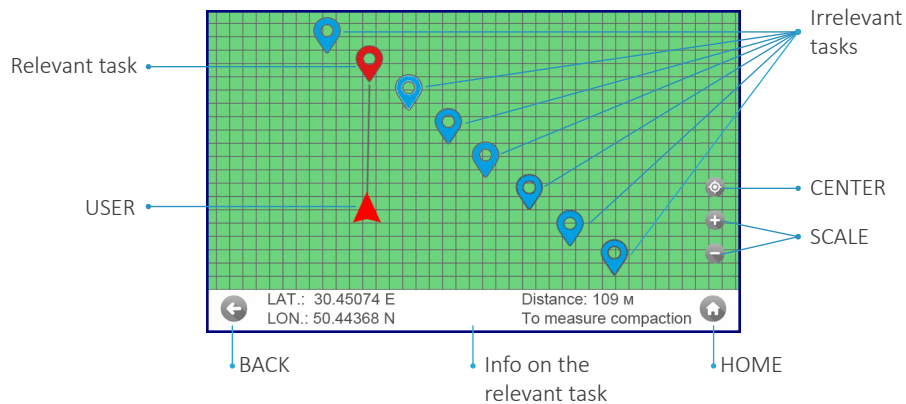 Irrelevant
tasks
Relevant task
USER
CENTER
SCALE
LAT.: 30.45074 E
LON.: 50.44368 N
Distance: 109 м
To measure compaction
BACK
Info on the
relevant task
HOME